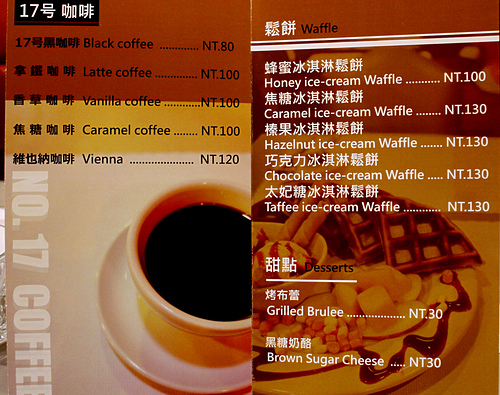 17号 咖啡
17号黑咖啡 Black coffee ............. NT.80
拿鐵咖啡 Latte coffee .............. NT.100
香草咖啡 Vanilla coffee ............ NT.100
焦糖咖啡 Caramel coffee ........ NT.100
維也納咖啡 Vienna ...................... NT.120
NO. 17 COFFEE
鬆餅 Waffle
蜂蜜冰淇淋鬆餅
Honey ice-cream Waffle ........... NT.100
焦糖冰淇淋鬆餅
Caramel ice-cream Waffle ........ NT.130
榛果冰淇淋鬆餅
Hazelnut ice-cream Waffle ....... NT.130
巧克力冰淇淋鬆餅
Chocolate ice-cream Waffle ..... NT.130
太妃糖冰淇淋鬆餅
Taffee ice-cream Waffle ............ NT.130
甜點 Desserts
烤布蕾
Grilled Brulee .................... NT.30
黑糖奶酪
Brown Sugar Cheese ..... NT30